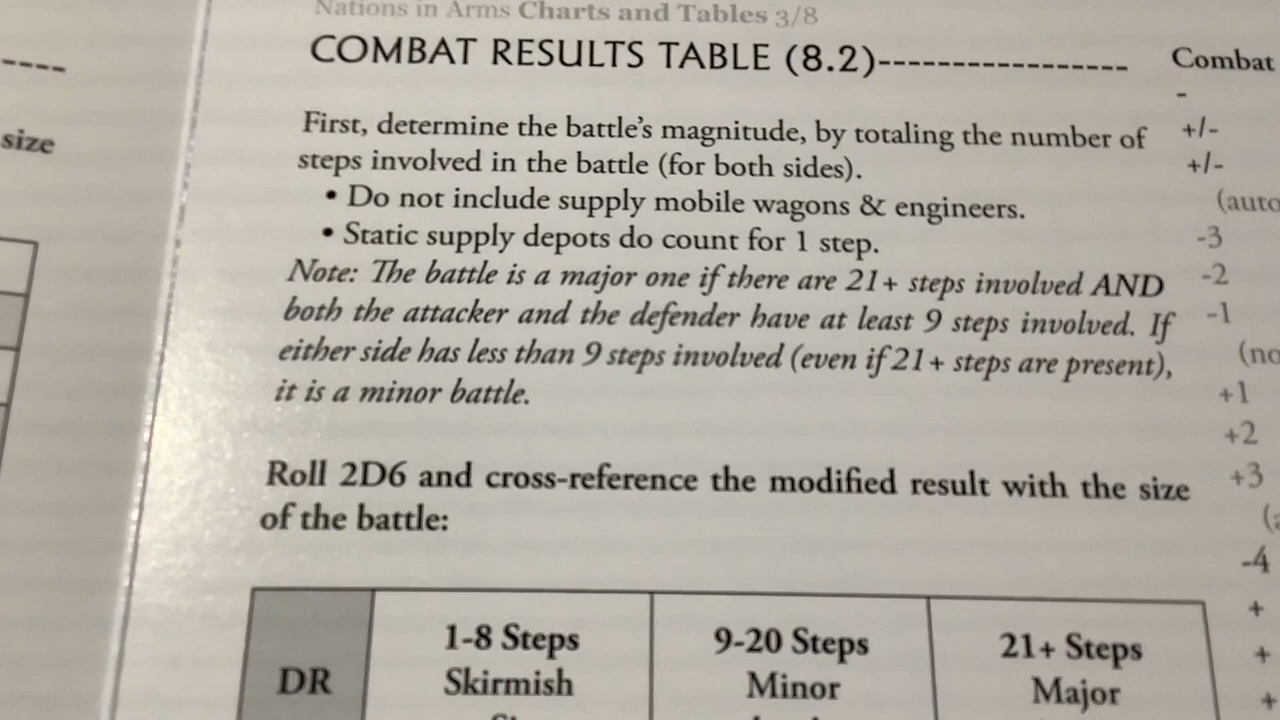 Nations in Arms Charts and Tables 3/8
COMBAT RESULTS TABLE (8.2)-----------------
First, determine the battle's magnitude, by totaling the number of
steps involved in the battle (for both sides).
• Do not include supply mobile wagons & engineers.
• Static supply depots do count for 1 step.
Note: The battle is a major one if there are 21+ steps involved AND
both the attacker and the defender have at least 9 steps involved. If
either side has less than 9 steps involved (even if 21+ steps are present),
it is a minor battle.
Roll 2D6 and cross-reference the modified result with the size
of the battle:
DR
1-8 Steps
Skirmish
9-20 Steps
Minor
21+ Steps
Major
----
size
Combat
-
+/-
+/-
(auto
-3
-2
-1
(no
+1
+2
+3
-4
+
+
+